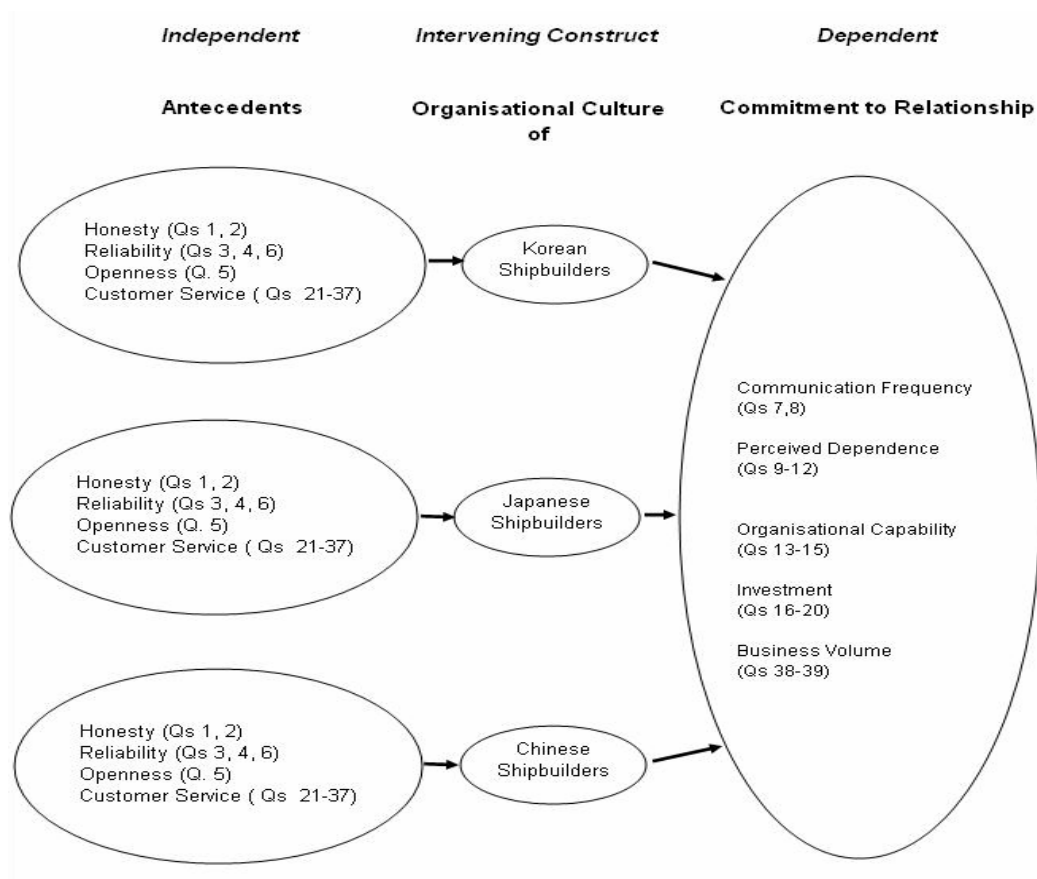 Independent
Intervening Construct
Dependent
Antecedents
Organisational Culture
of
Commitment to Relationship
Honesty (Qs 1, 2)
Reliability (Qs 3, 4, 6)
Openness (Q. 5)
Customer Service ( Qs 21-37)
Korean
Shipbuilders
Honesty (Qs 1, 2)
Reliability (Qs 3, 4, 6)
Openness (Q. 5)
Customer Service ( Qs 21-37)
Japanese
Shipbuilders
Honesty (Qs 1, 2)
Reliability (Qs 3, 4, 6)
Openness (Q. 5)
Customer Service ( Qs 21-37)
Chinese
Shipbuilders
Communication Frequency
(Qs 7,8)
Perceived Dependence
(Qs 9-12)
Organisational Capability
(Qs 13-15)
Investment
(Qs 16-20)
Business Volume
(Qs 38-39)